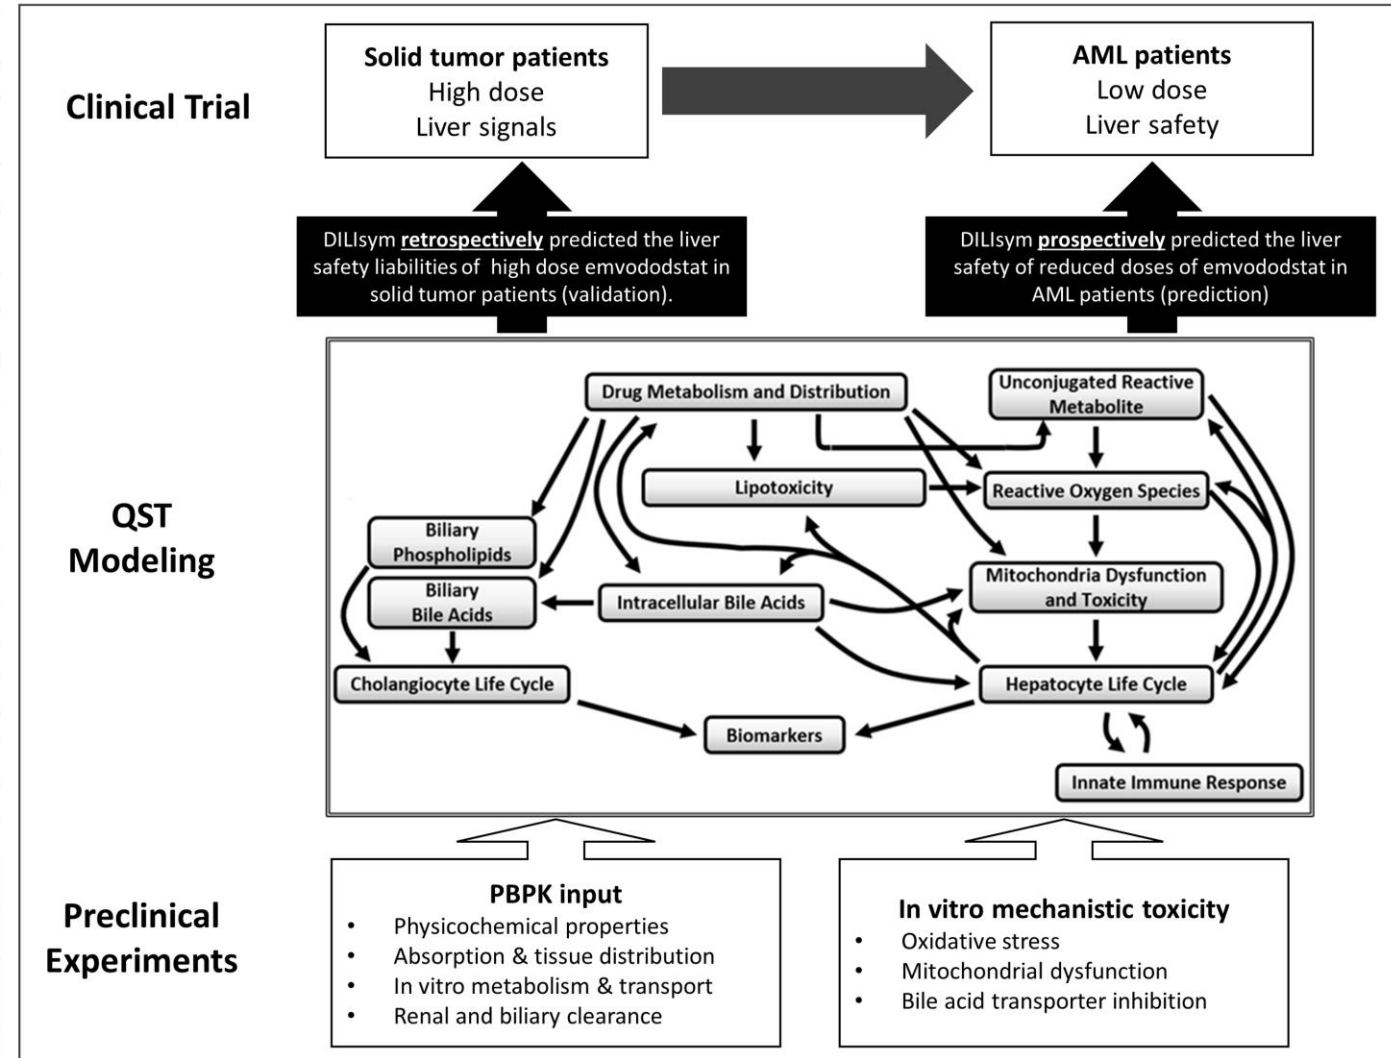 Clinical Trial
Solid tumor patients
High dose
Liver signals
AML patients
Low dose
Liver safety
DILIsym retrospectively predicted the liver
safety liabilities of high dose emvododstat in
solid tumor patients (validation).
DILIsym prospectively predicted the liver
safety of reduced doses of emvododstat in
AML patients (prediction)
QST
Modeling
Drug Metabolism and Distribution
Unconjugated Reactive
Metabolite
Lipotoxicity
Reactive Oxygen Species
Biliary
Phospholipids
Biliary
Bile Acids
Intracellular Bile Acids
Mitochondria Dysfunction
and Toxicity
Cholangiocyte Life Cycle
Hepatocyte Life Cycle
Biomarkers
Innate Immune Response
Preclinical
Experiments
PBPK input
• Physicochemical properties
• Absorption & tissue distribution
• In vitro metabolism & transport
• Renal and biliary clearance
In vitro mechanistic toxicity
• Oxidative stress
• Mitochondrial dysfunction
• Bile acid transporter inhibition